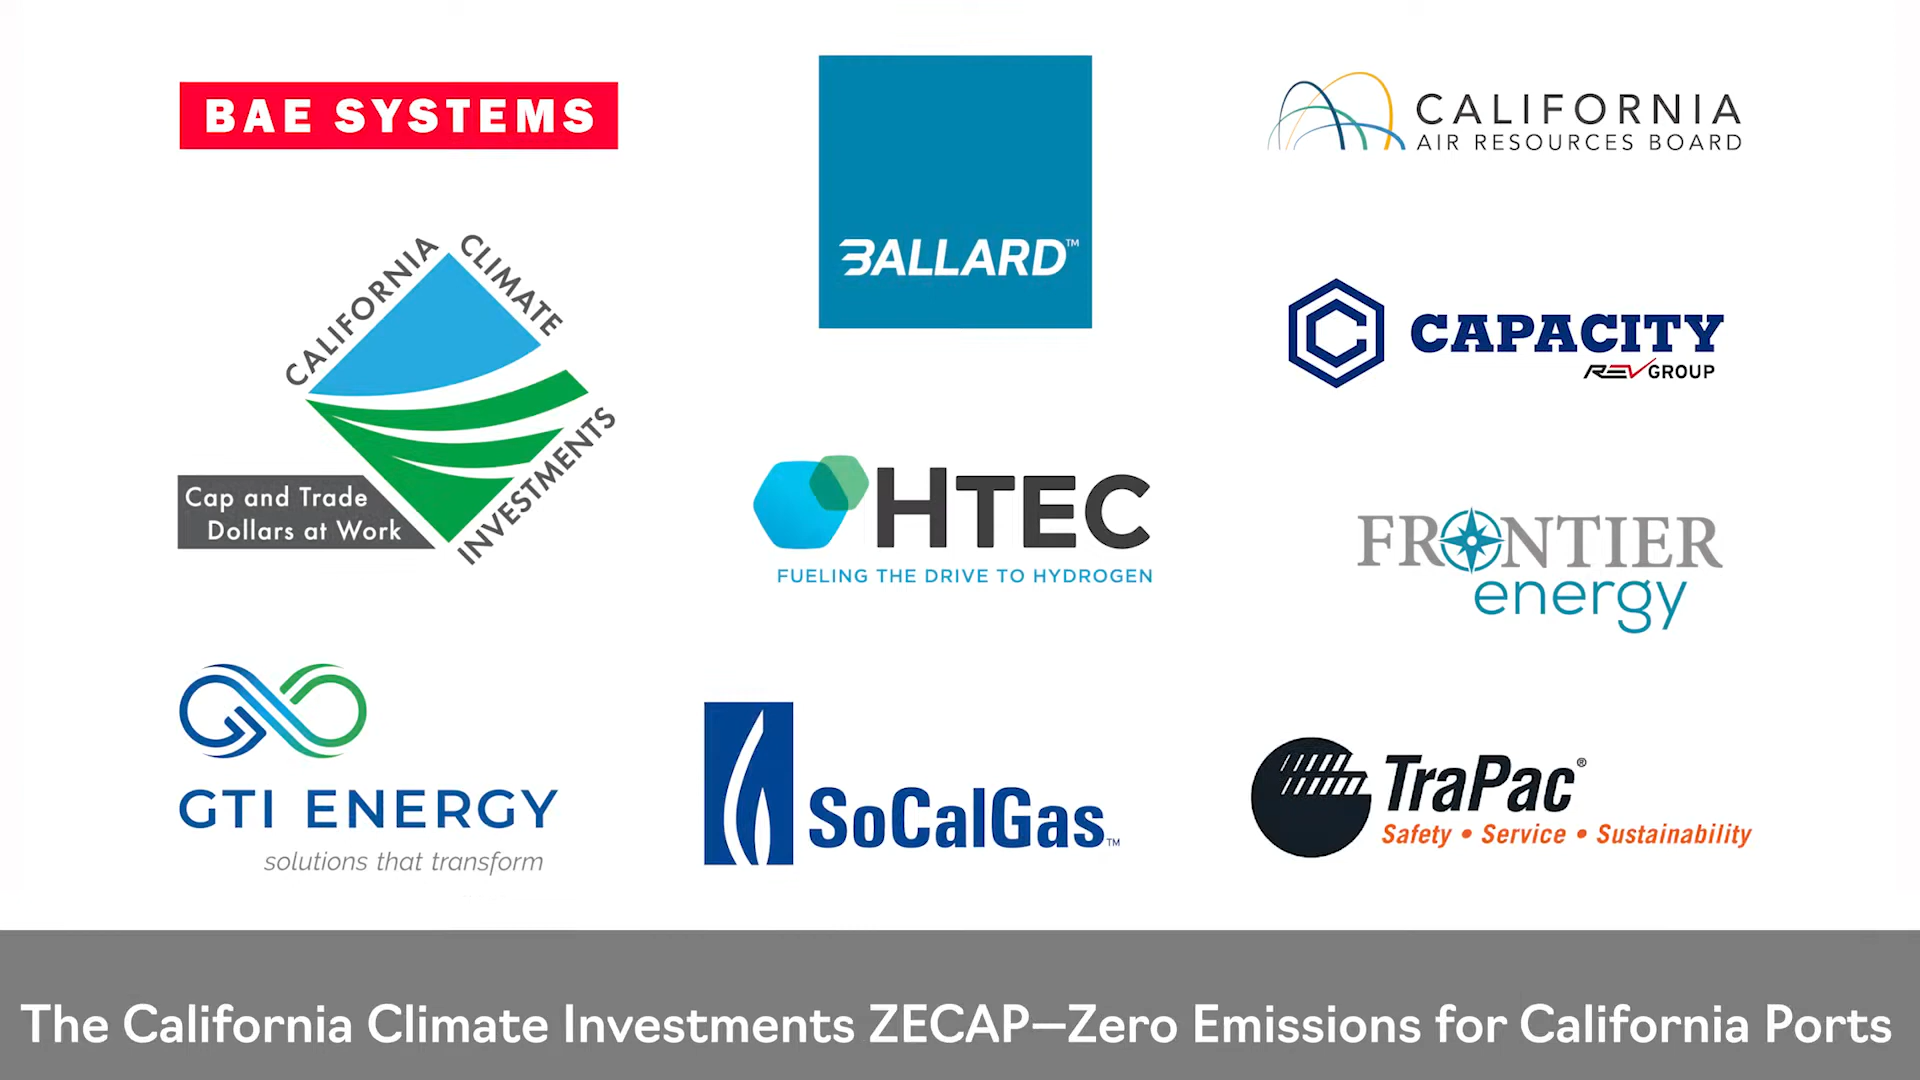 BAE SYSTEMS
BALLARD™
CALIFORNIA
AIR RESOURCES BOARD
CALIFORNIA
CLIMATE
INVESTMENTS
Cap and Trade
Dollars at Work
CAPACITY
REV GROUP
HTEC
FUELING THE DRIVE TO HYDROGEN
FRONTIER
energy
GTI ENERGY
solutions that transform
SoCalGas™
TraPac®
Safety • Service • Sustainability
The California Climate Investments ZECAP—Zero Emissions for California Ports